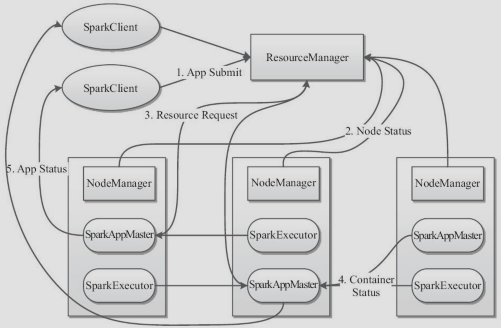 SparkClient
ResourceManager
SparkClient
1. App Submit
3. Resource Request
2. Node Status
5. App Status
NodeManager
NodeManager
NodeManager
SparkAppMaster
SparkExecutor
SparkAppMaster
SparkExecutor
SparkAppMaster
4. Container
Status
SparkExecutor